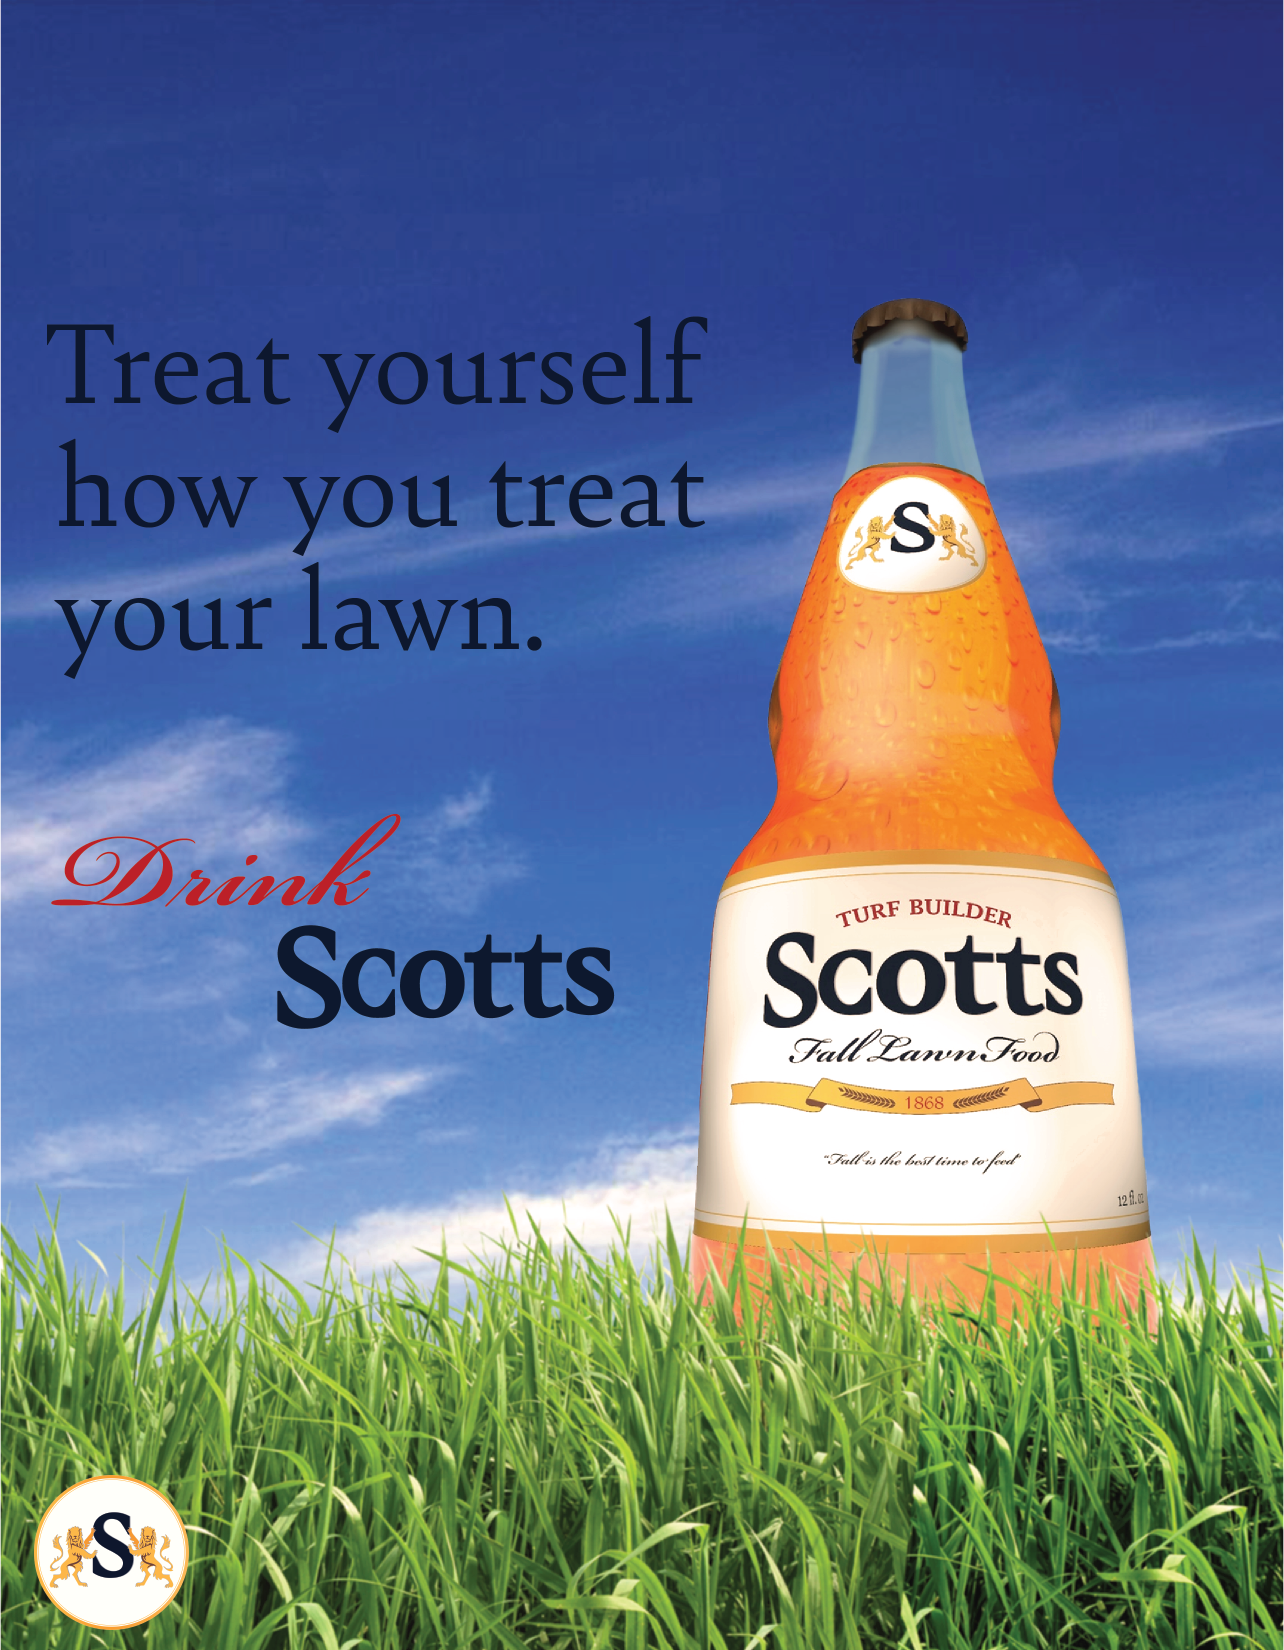 Treat yourself
how you treat
your lawn.
Drink
Scotts
S
TURF BUILDER
Scotts
Fall Lawn Food
1868
"Fall is the best time to feed"
12 fl. oz
S